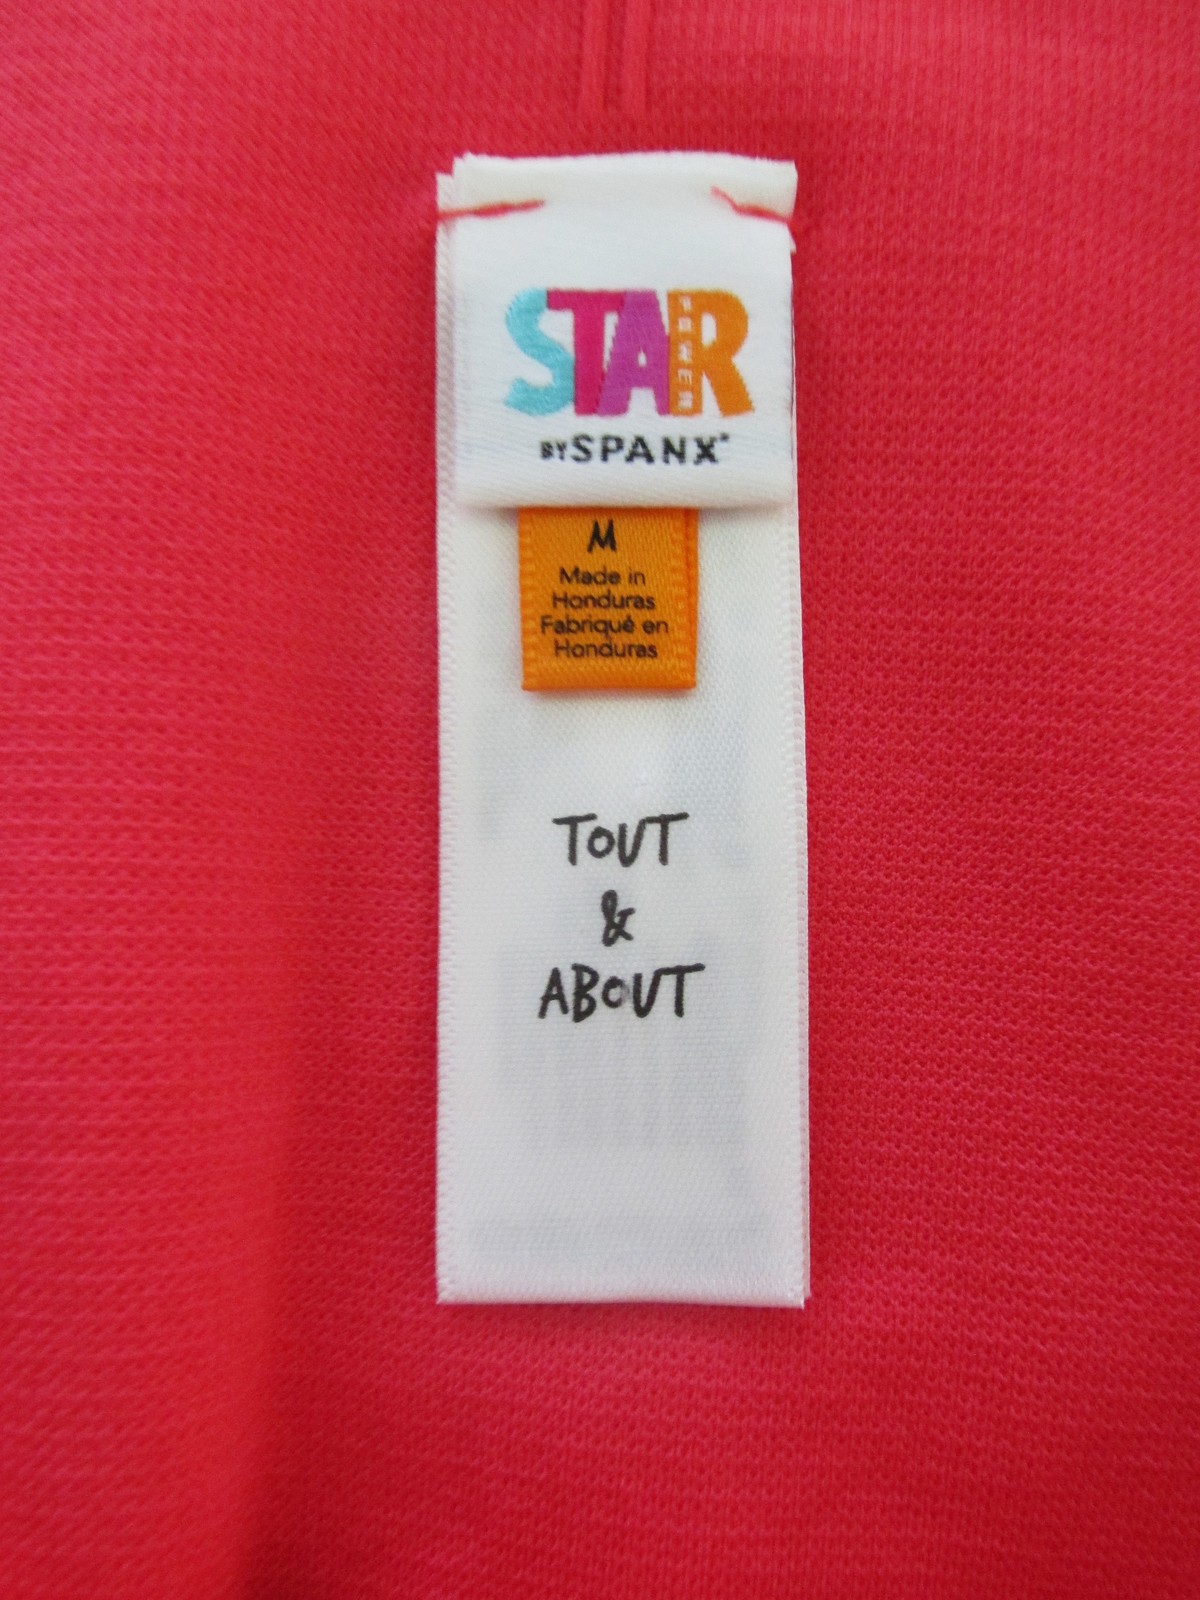 STAR
POWER
BY SPANX®
M
Made in
Honduras
Fabriqué en
Honduras
TOUT
&
ABOUT